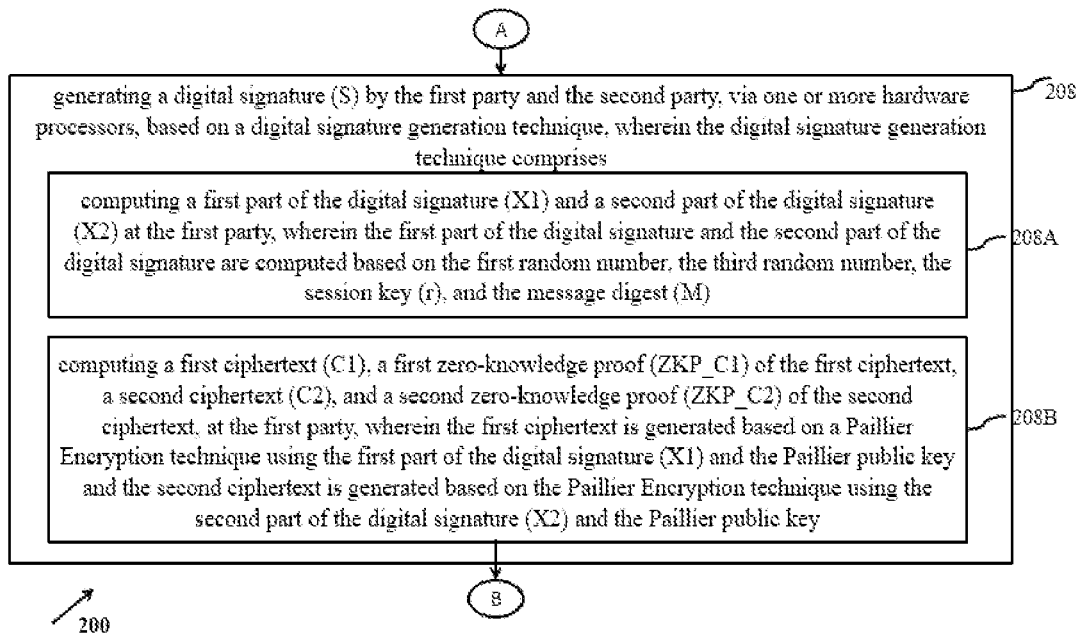 A
generating a digital signature (S) by the first party and the second party, via one or more hardware
processors, based on a digital signature generation technique, wherein the digital signature generation
technique comprises
208
computing a first part of the digital signature (X1) and a second part of the digital signature
(X2) at the first party, wherein the first part of the digital signature and the second part of the
digital signature are computed based on the first random number, the third random number, the
session key (r), and the message digest (M)
208A
computing a first ciphertext (C1), a first zero-knowledge proof (ZKP_C1) of the first ciphertext,
a second ciphertext (C2), and a second zero-knowledge proof (ZKP_C2) of the second
ciphertext, at the first party, wherein the first ciphertext is generated based on a Paillier
Encryption technique using the first part of the digital signature (X1) and the Paillier public key
and the second ciphertext is generated based on the Paillier Encryption technique using the
second part of the digital signature (X2) and the Paillier public key
208B
B
200